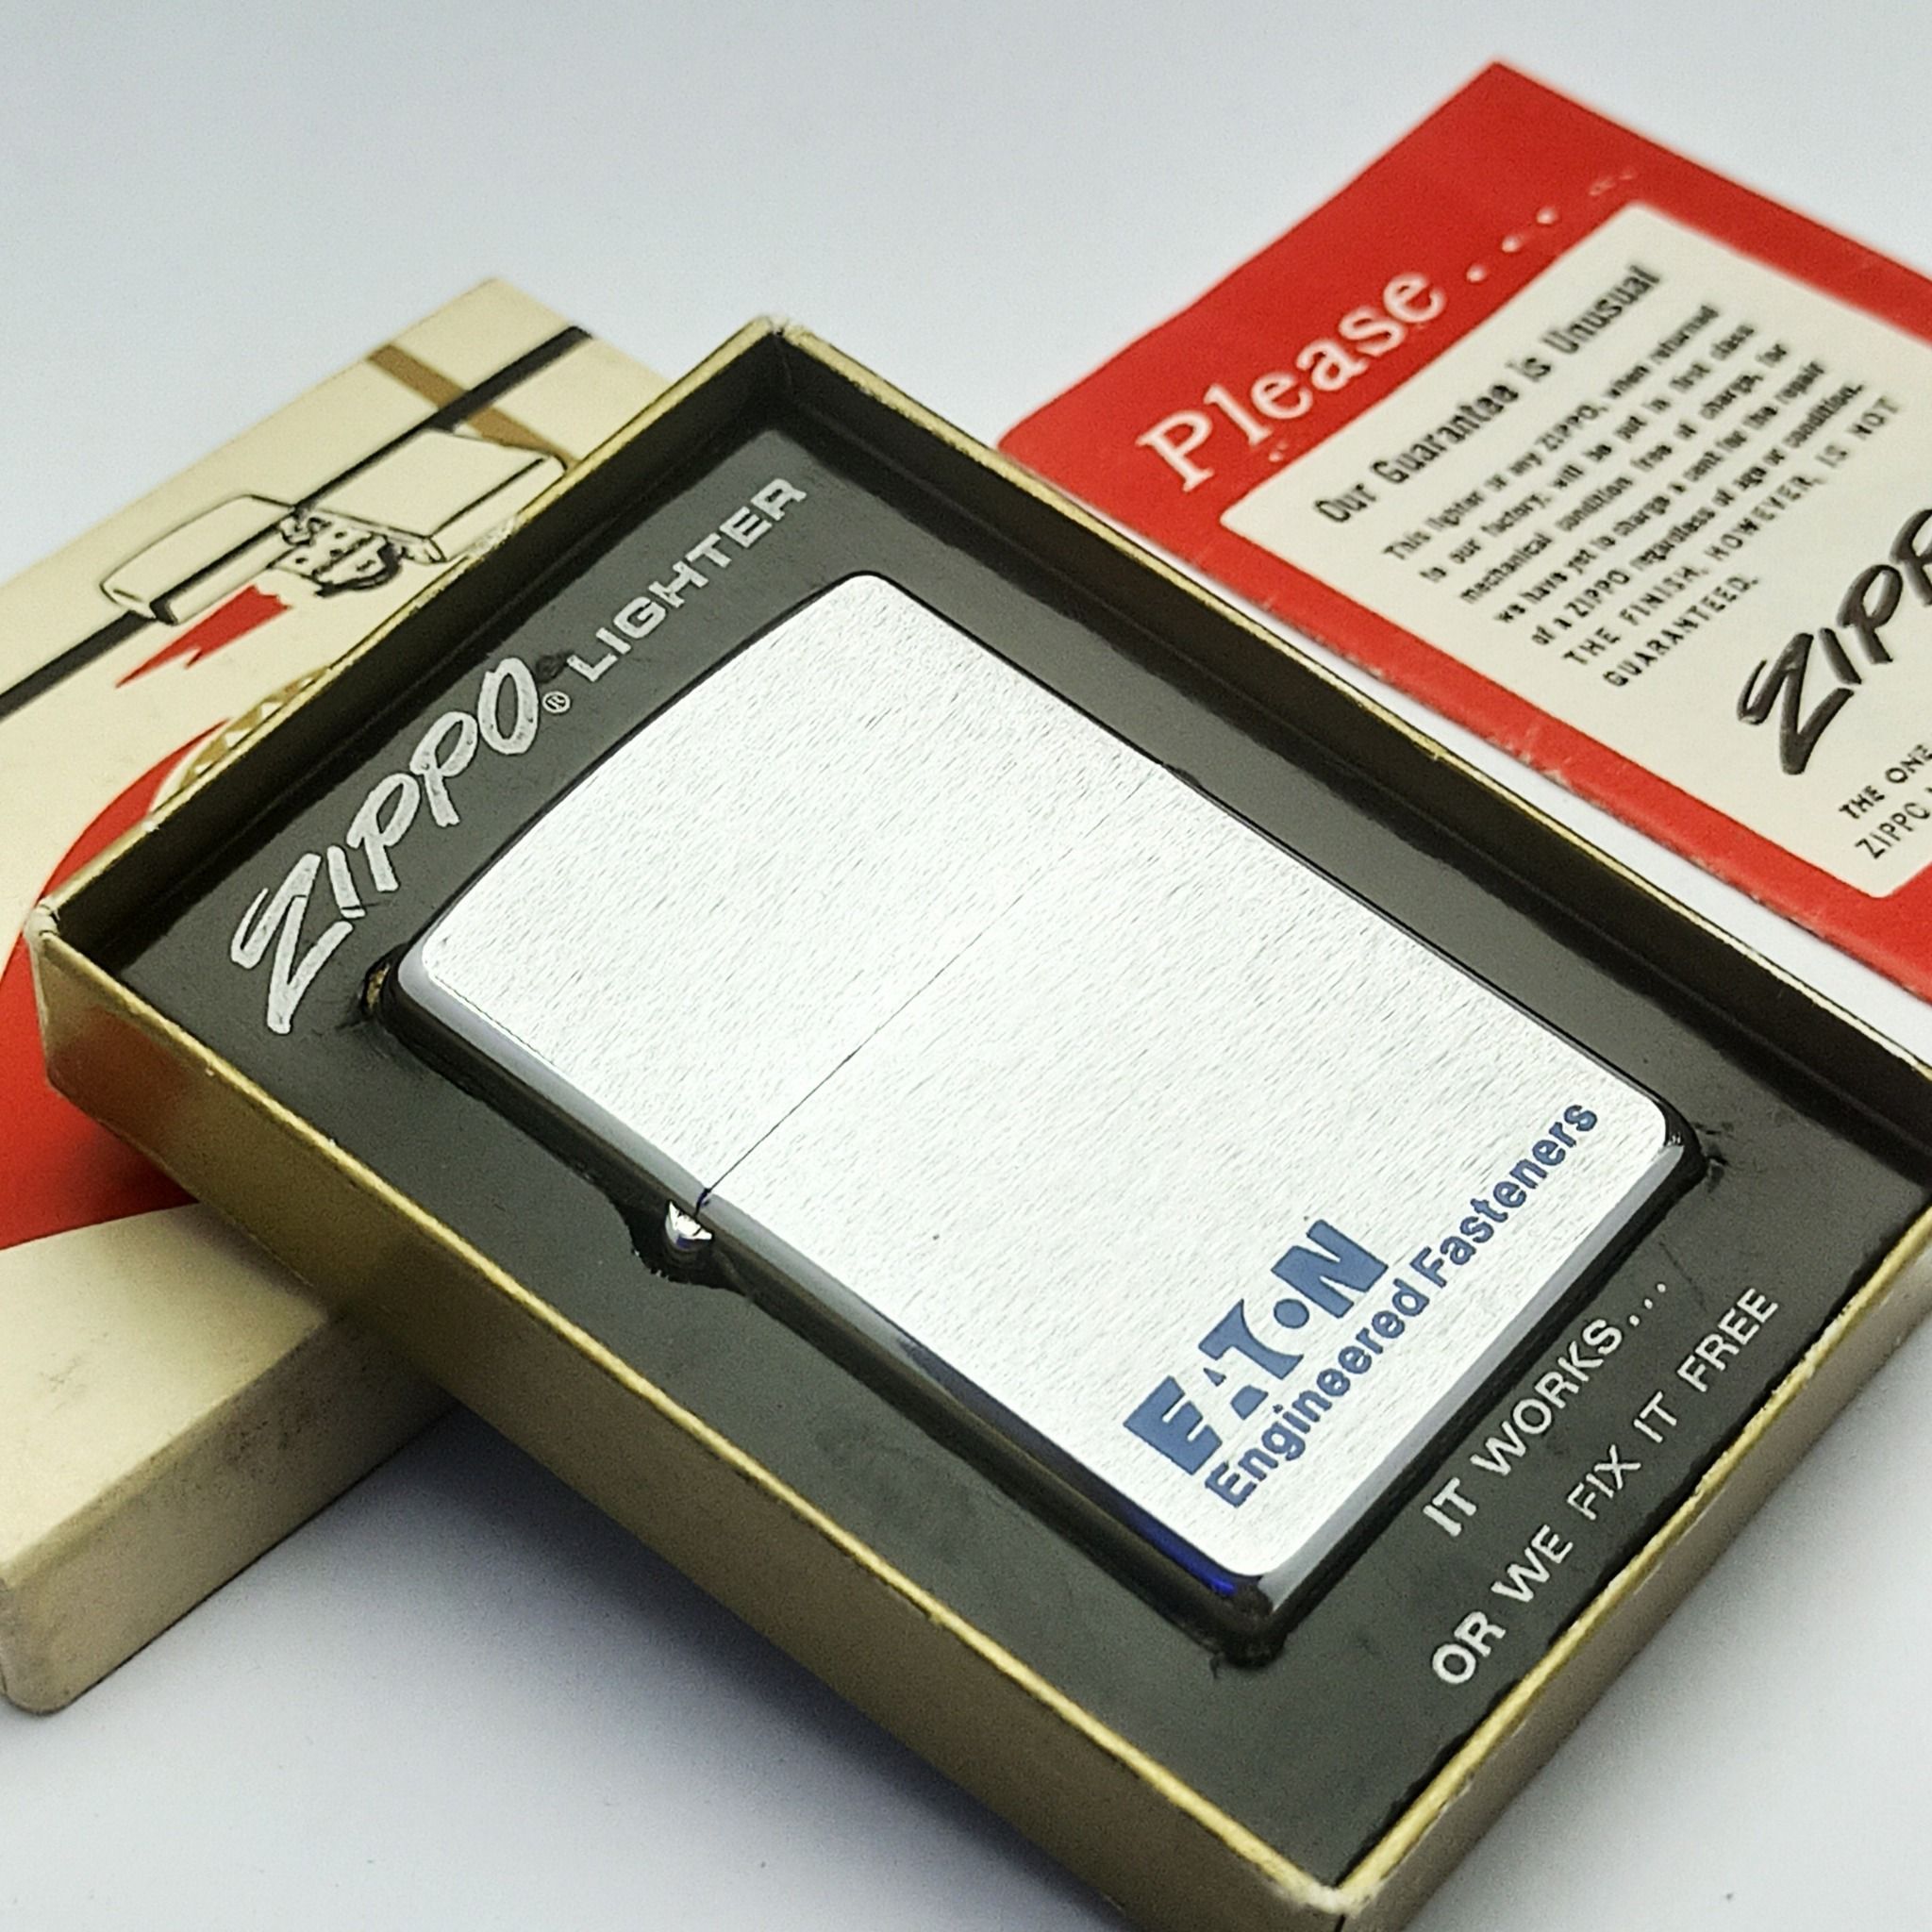 ZIPPO® LIGHTER
EATON
Engineered Fasteners
IT WORKS...
OR WE FIX IT FREE
Please . . . . . .
Our Guarantee is Unusual
This lighter or any ZIPPO, when returned
to our factory, will be put in first class
mechanical condition free of charge, for
we have yet to charge a cent for the repair
of a ZIPPO regardless of age or condition.
THE FINISH, HOWEVER, IS NOT
GUARANTEED.
THE ONE